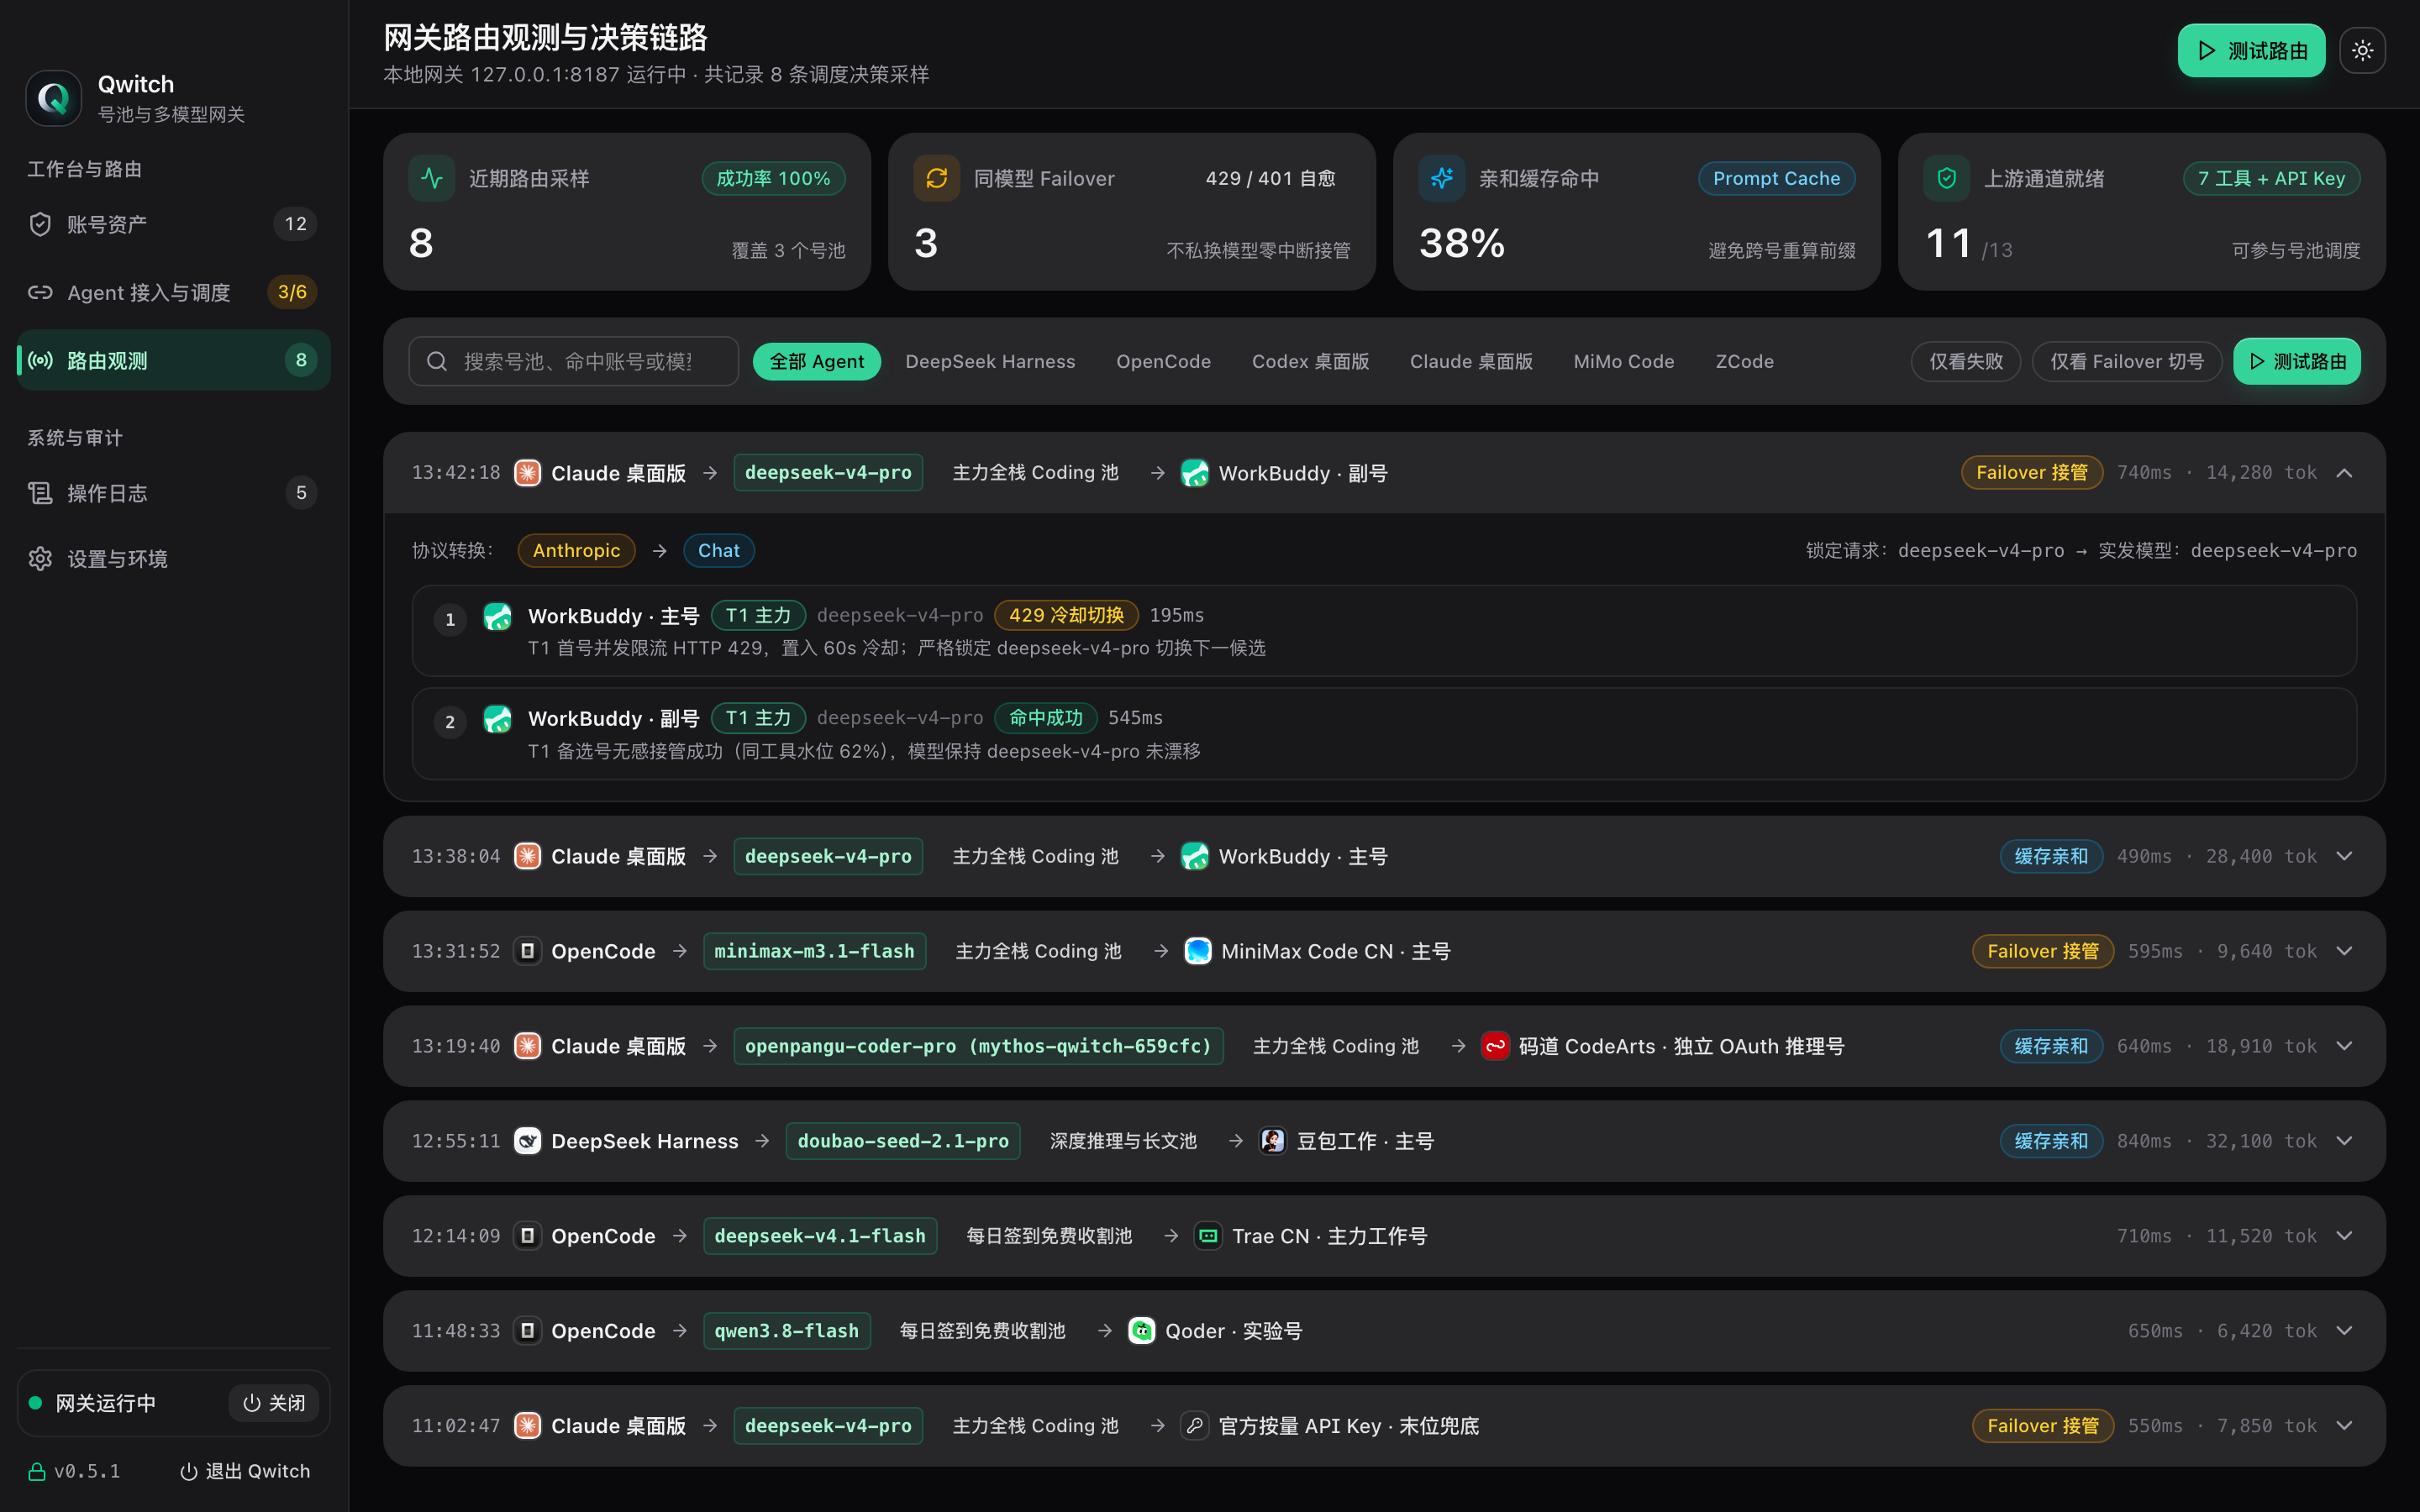 Qwitch
号池与多模型网关
工作台与路由
账号资产 12
Agent 接入与调度 3/6
路由观测 8
系统与审计
操作日志 5
设置与环境
网关运行中 关闭
v0.5.1 退出 Qwitch
网关路由观测与决策链路
本地网关 127.0.0.1:8187 运行中 · 共记录 8 条调度决策采样
测试路由
近期路由采样 成功率 100%
8 覆盖 3 个号池
同模型 Failover 429 / 401 自愈
3 不私换模型零中断接管
亲和缓存命中 Prompt Cache
38% 避免跨号重算前缀
上游通道就绪 7 工具 + API Key
11 /13 可参与号池调度
搜索号池、命中账号或模 全部 Agent DeepSeek Harness OpenCode Codex 桌面版 Claude 桌面版 MiMo Code ZCode 仅看失败 仅看 Failover 切号 测试路由
13:42:18 Claude 桌面版 → deepseek-v4-pro 主力全栈 Coding 池 → WorkBuddy · 副号 Failover 接管 740ms · 14,280 tok
协议转换： Anthropic → Chat 锁定请求：deepseek-v4-pro → 实发模型：deepseek-v4-pro
1 WorkBuddy · 主号 T1 主力 deepseek-v4-pro 429 冷却切换 195ms
T1 首号并发限流 HTTP 429，置入 60s 冷却；严格锁定 deepseek-v4-pro 切换下一候选
2 WorkBuddy · 副号 T1 主力 deepseek-v4-pro 命中成功 545ms
T1 备选号无感接管成功（同工具水位 62%），模型保持 deepseek-v4-pro 未漂移
13:38:04 Claude 桌面版 → deepseek-v4-pro 主力全栈 Coding 池 → WorkBuddy · 主号 缓存亲和 490ms · 28,400 tok
13:31:52 OpenCode → minimax-m3.1-flash 主力全栈 Coding 池 → MiniMax Code CN · 主号 Failover 接管 595ms · 9,640 tok
13:19:40 Claude 桌面版 → openpangu-coder-pro (mythos-qwitch-659cfc) 主力全栈 Coding 池 → 码道 CodeArts · 独立 OAuth 推理号 缓存亲和 640ms · 18,910 tok
12:55:11 DeepSeek Harness → doubao-seed-2.1-pro 深度推理与长文池 → 豆包工作 · 主号 缓存亲和 840ms · 32,100 tok
12:14:09 OpenCode → deepseek-v4.1-flash 每日签到免费收割池 → Trae CN · 主力工作号 710ms · 11,520 tok
11:48:33 OpenCode → qwen3.8-flash 每日签到免费收割池 → Qoder · 实验号 650ms · 6,420 tok
11:02:47 Claude 桌面版 → deepseek-v4-pro 主力全栈 Coding 池 → 官方按量 API Key · 末位兜底 Failover 接管 550ms · 7,850 tok